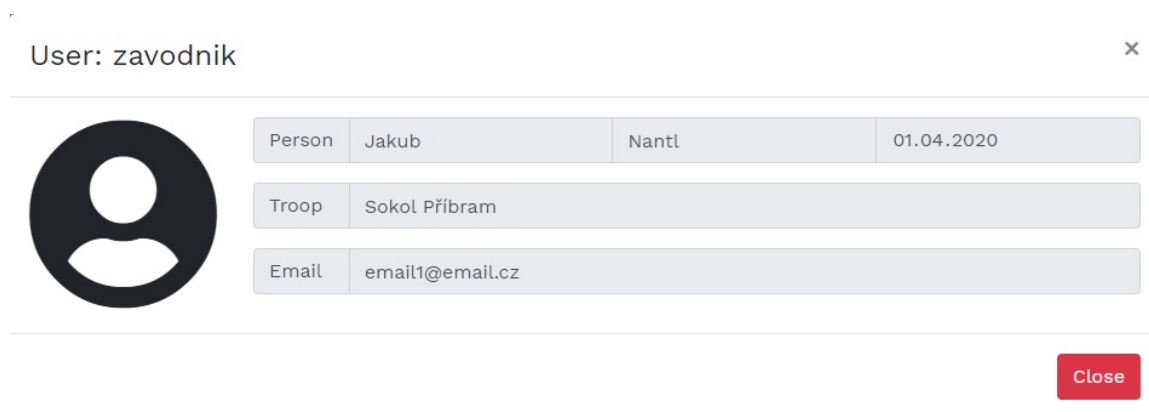 User: zavodnik ×
Person Jakub Nantl 01.04.2020
Troop Sokol Příbram
Email email1@email.cz
Close